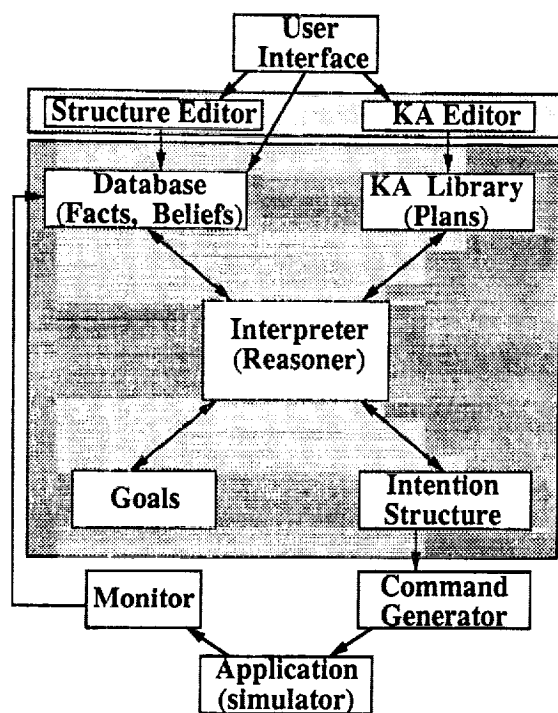 User
Interface
Structure Editor
KA Editor
Database
(Facts, Beliefs)
KA Library
(Plans)
Interpreter
(Reasoner)
Goals
Intention
Structure
Monitor
Command
Generator
Application
(simulator)